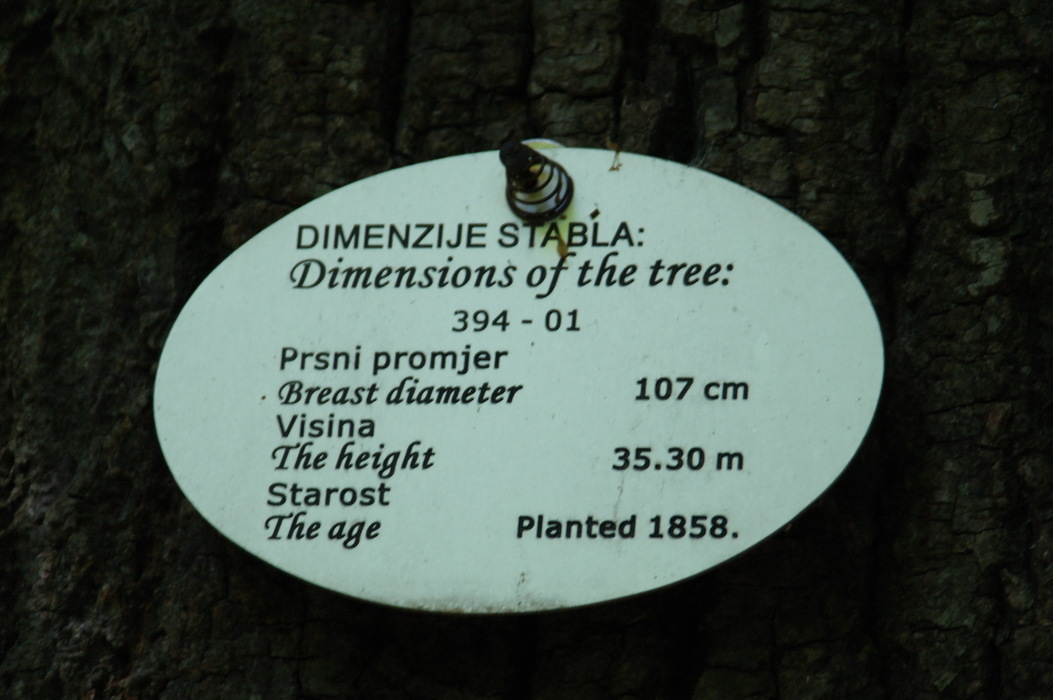 DIMENZIJE STABLA:
Dimensions of the tree:
394 - 01
Prsni promjer
Breast diameter 107 cm
Visina
The height 35.30 m
Starost
The age Planted 1858.